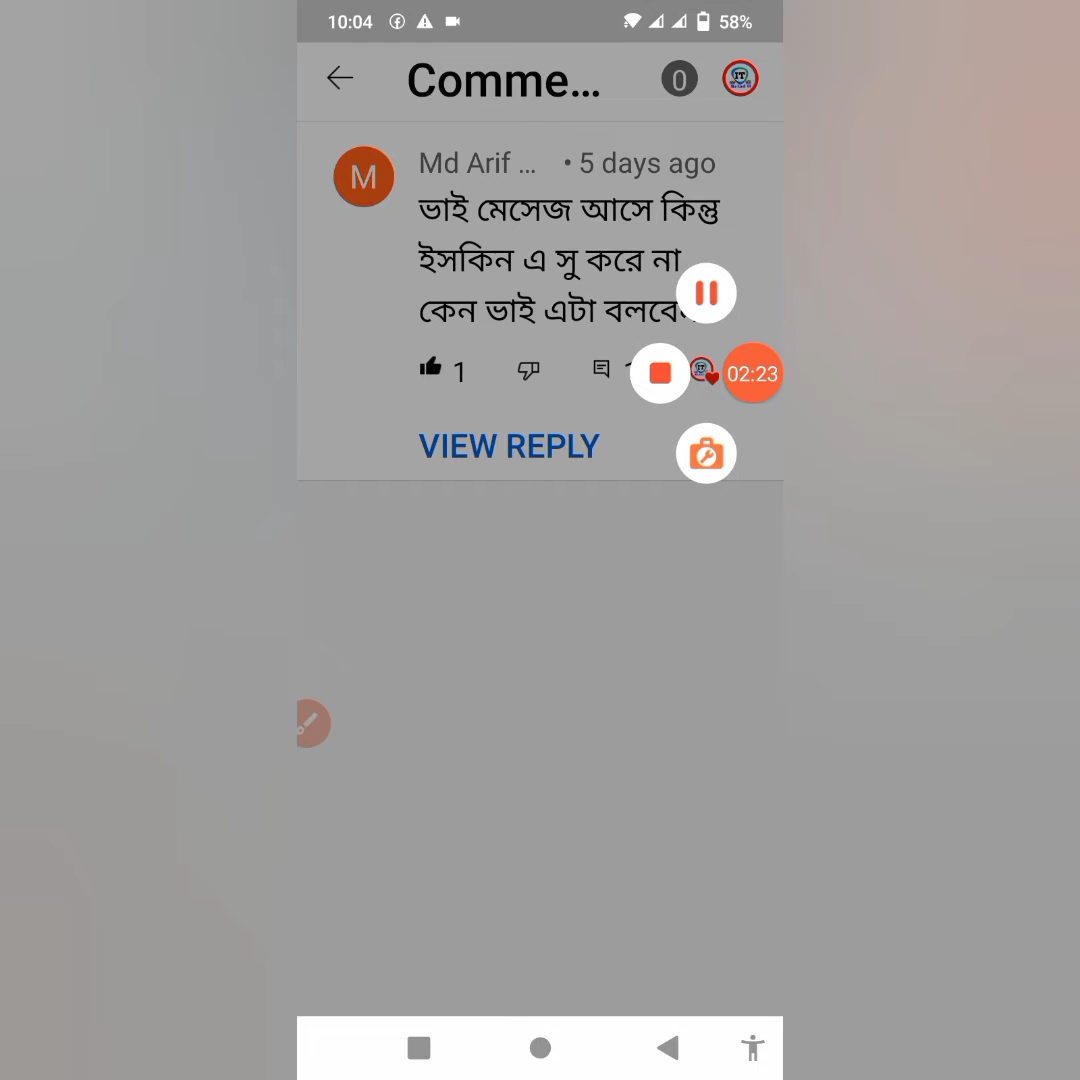 10:04 58%
Comme... 0 IT
M
Md Arif ... • 5 days ago
ভাই মেসেজ আসে কিন্তু
ইসকিন এ সু করে না
কেন ভাই এটা
1
02:23
VIEW REPLY